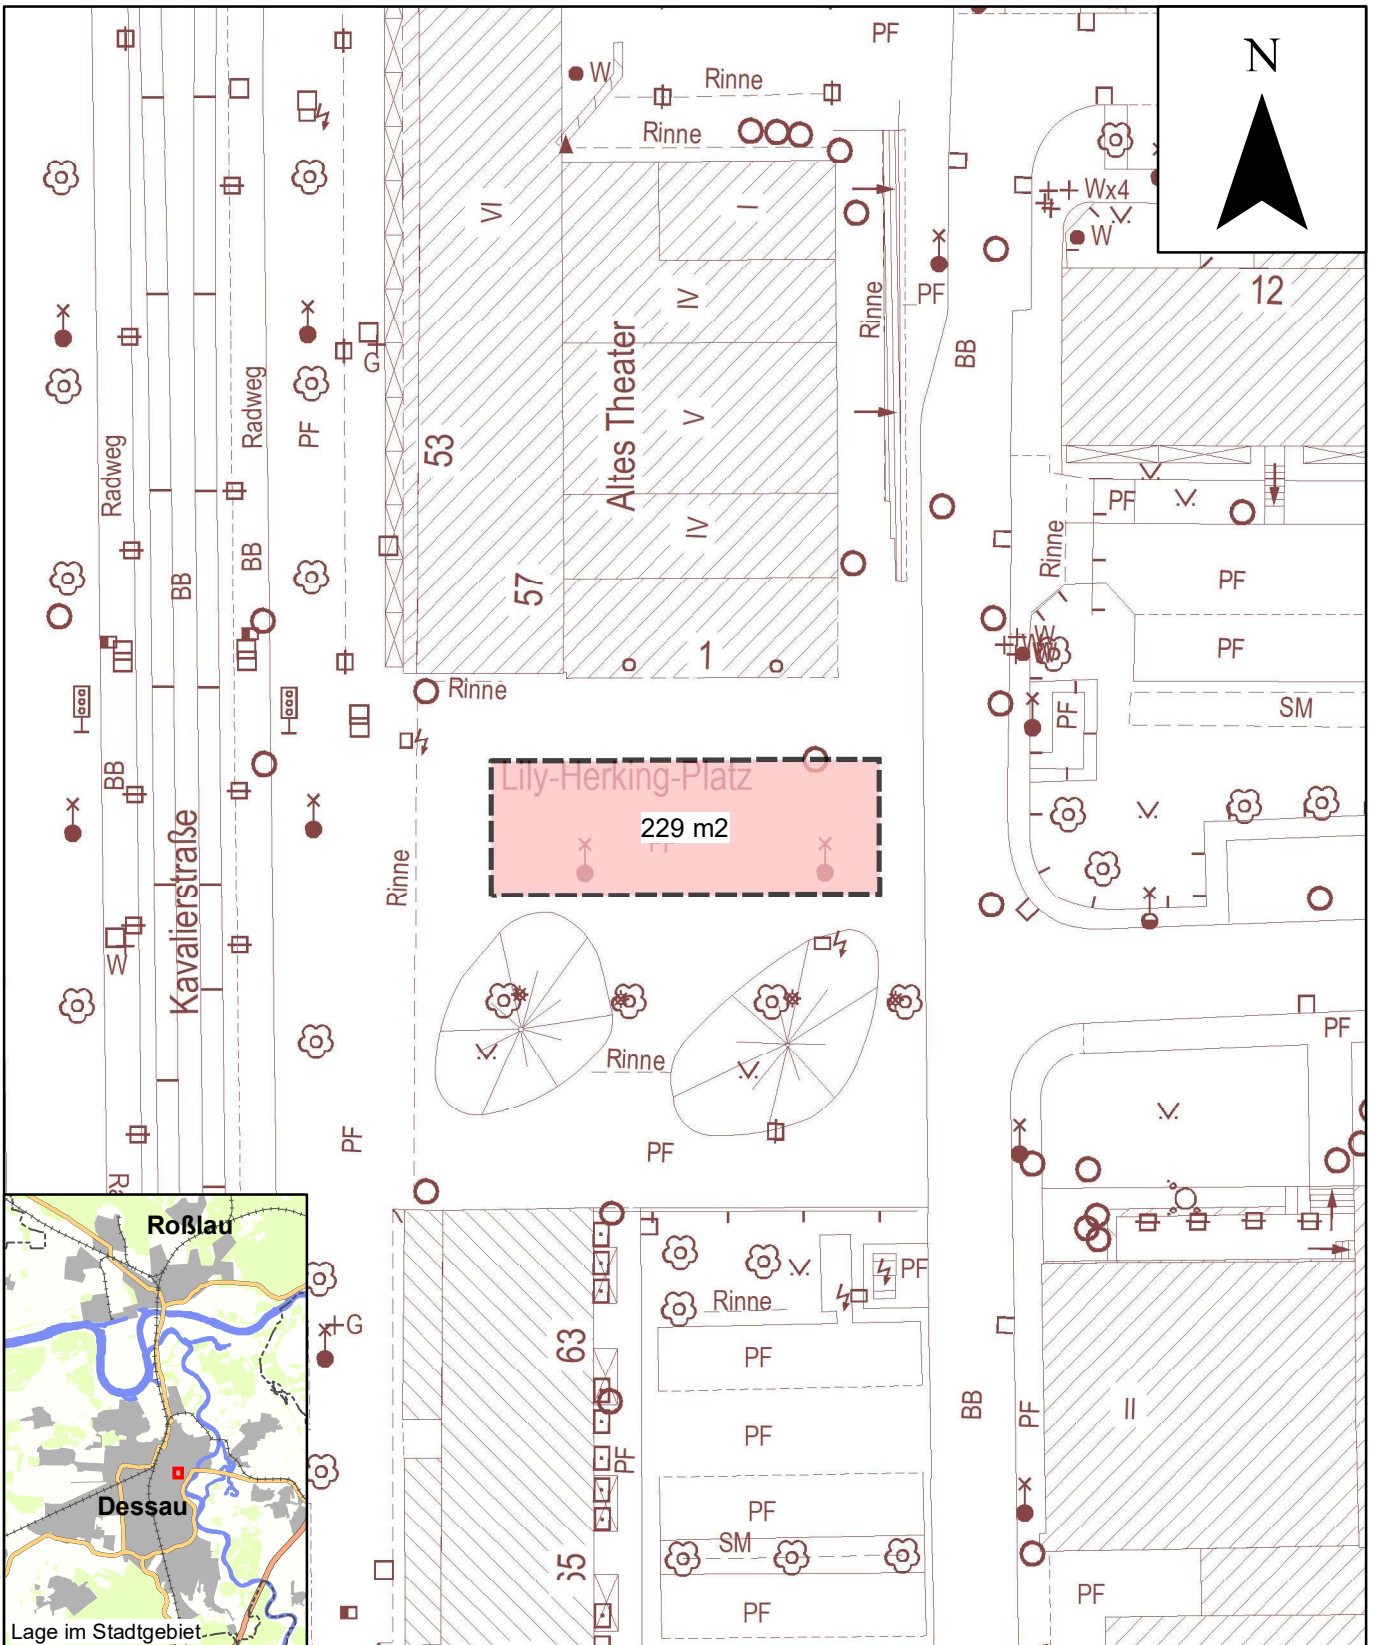 PF
N
W
Rinne
Rinne
Wx4
W
VI
I
12
IV
Rinne
PF
BB
G
Altes Theater
Radweg
PF
V
53
Radweg
PF
IV
Rinne
BB
BB
57
PF
W
1
PF
Rinne
PF
SM
BB
Lily-Herking-Platz
229 m2
Kavalierstraße
Rinne
W
Rinne
PF
PF
PF
Roßlau
PF
Rinne
G
63
PF
BB
PF
II
PF
PF
Dessau
PF
SM
65
PF
PF
Lage im Stadtgebiet